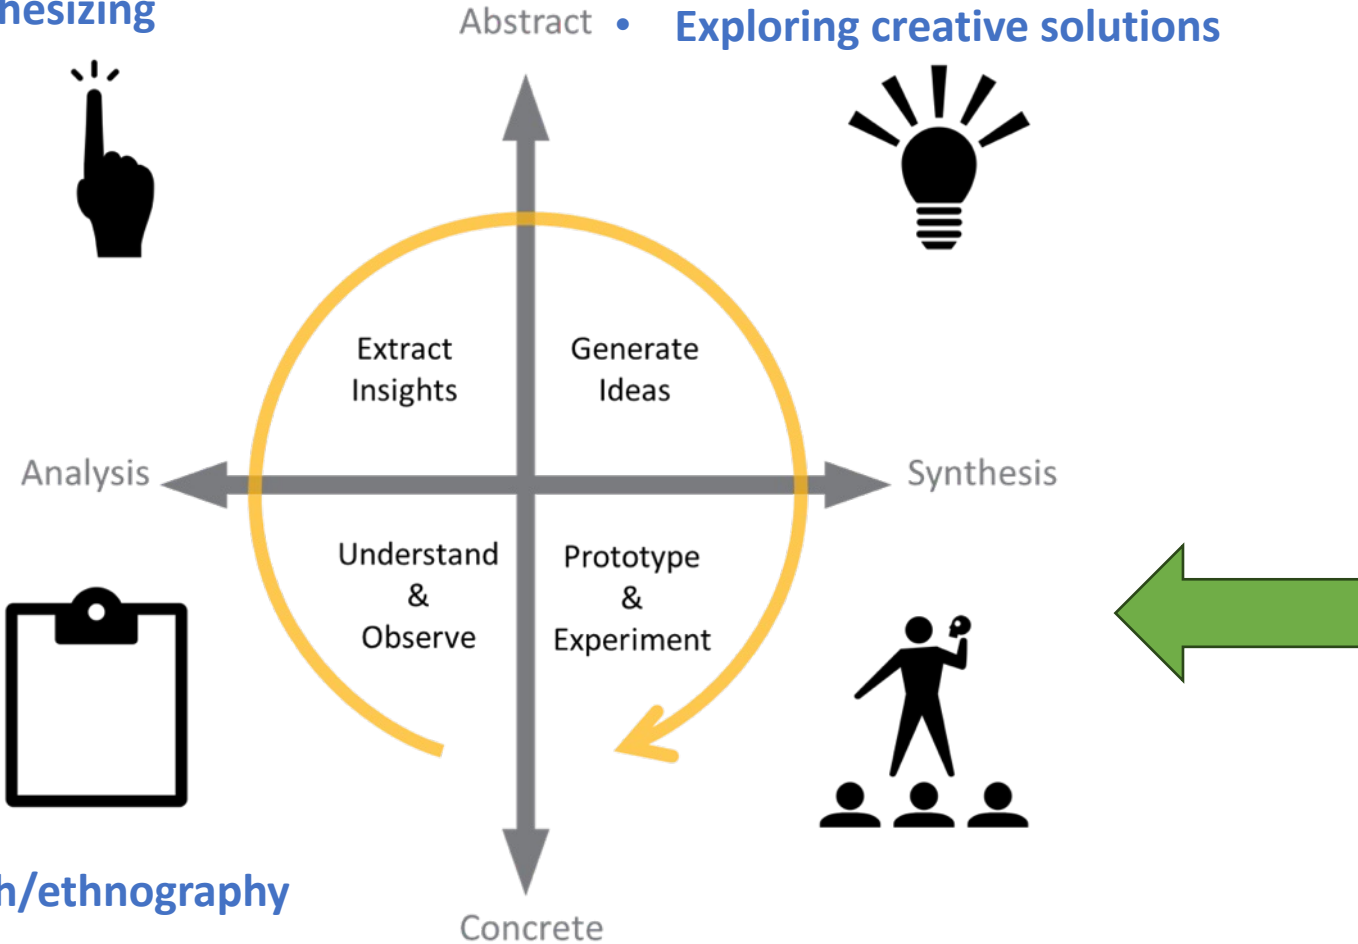 hesizing
Abstract
• Exploring creative solutions
Extract
Insights
Generate
Ideas
Analysis
Synthesis
Understand
&
Observe
Prototype
&
Experiment
h/ethnography
Concrete